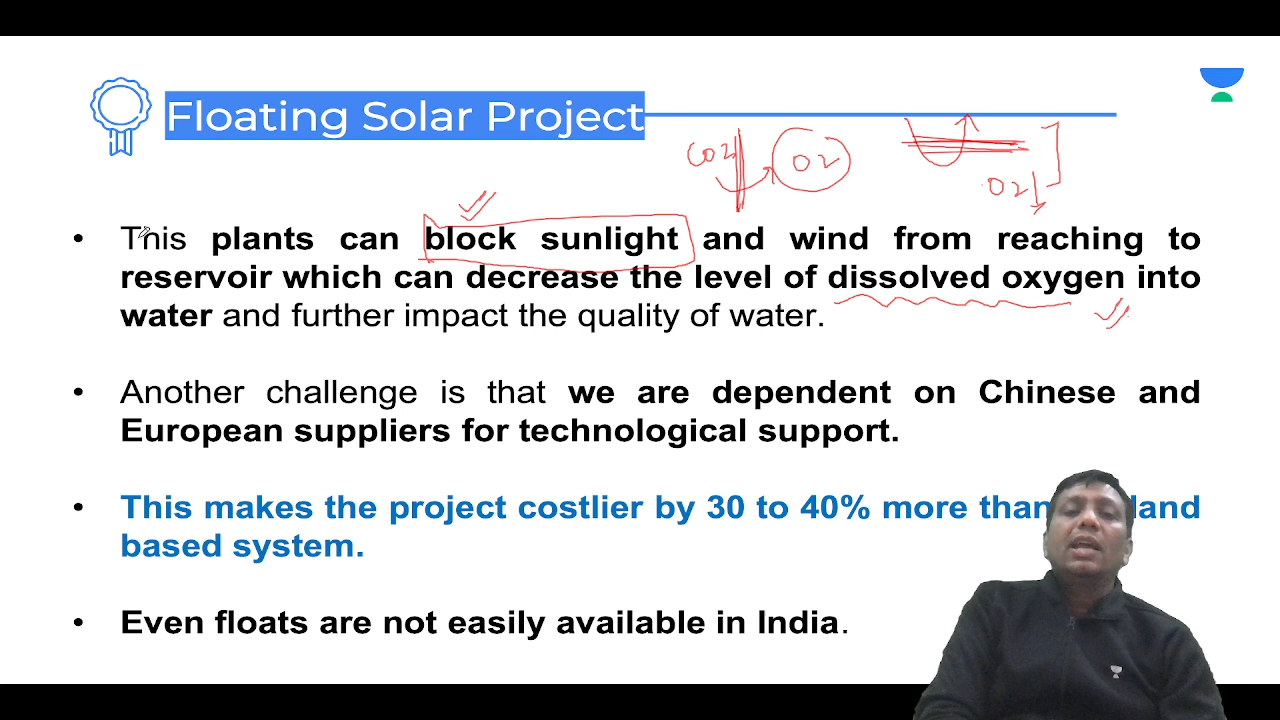 Floating Solar Project
CO2 O2
O2
• This plants can block sunlight and wind from reaching to
reservoir which can decrease the level of dissolved oxygen into
water and further impact the quality of water.
• Another challenge is that we are dependent on Chinese and
European suppliers for technological support.
• This makes the project costlier by 30 to 40% more than land
based system.
• Even floats are not easily available in India.